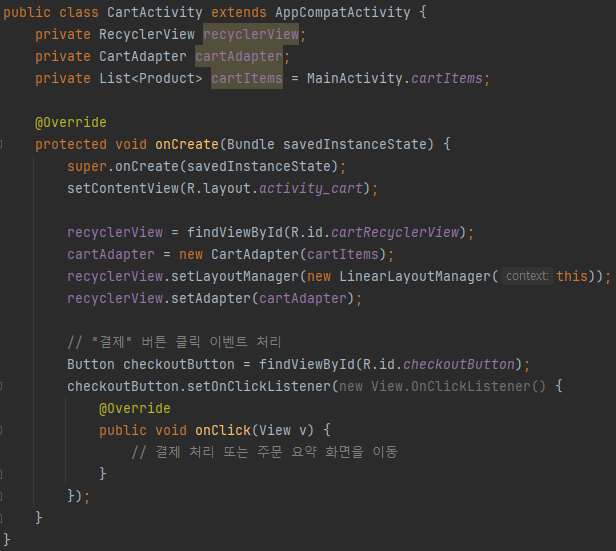 public class CartActivity extends AppCompatActivity {
    private RecyclerView recyclerView;
    private CartAdapter cartAdapter;
    private List<Product> cartItems = MainActivity.cartItems;

    @Override
    protected void onCreate(Bundle savedInstanceState) {
        super.onCreate(savedInstanceState);
        setContentView(R.layout.activity_cart);

        recyclerView = findViewById(R.id.cartRecyclerView);
        cartAdapter = new CartAdapter(cartItems);
        recyclerView.setLayoutManager(new LinearLayoutManager( context: this));
        recyclerView.setAdapter(cartAdapter);

        // "결제" 버튼 클릭 이벤트 처리
        Button checkoutButton = findViewById(R.id.checkoutButton);
        checkoutButton.setOnClickListener(new View.OnClickListener() {
            @Override
            public void onClick(View v) {
                // 결제 처리 또는 주문 요약 화면을 이동
            }
        });
    }
}